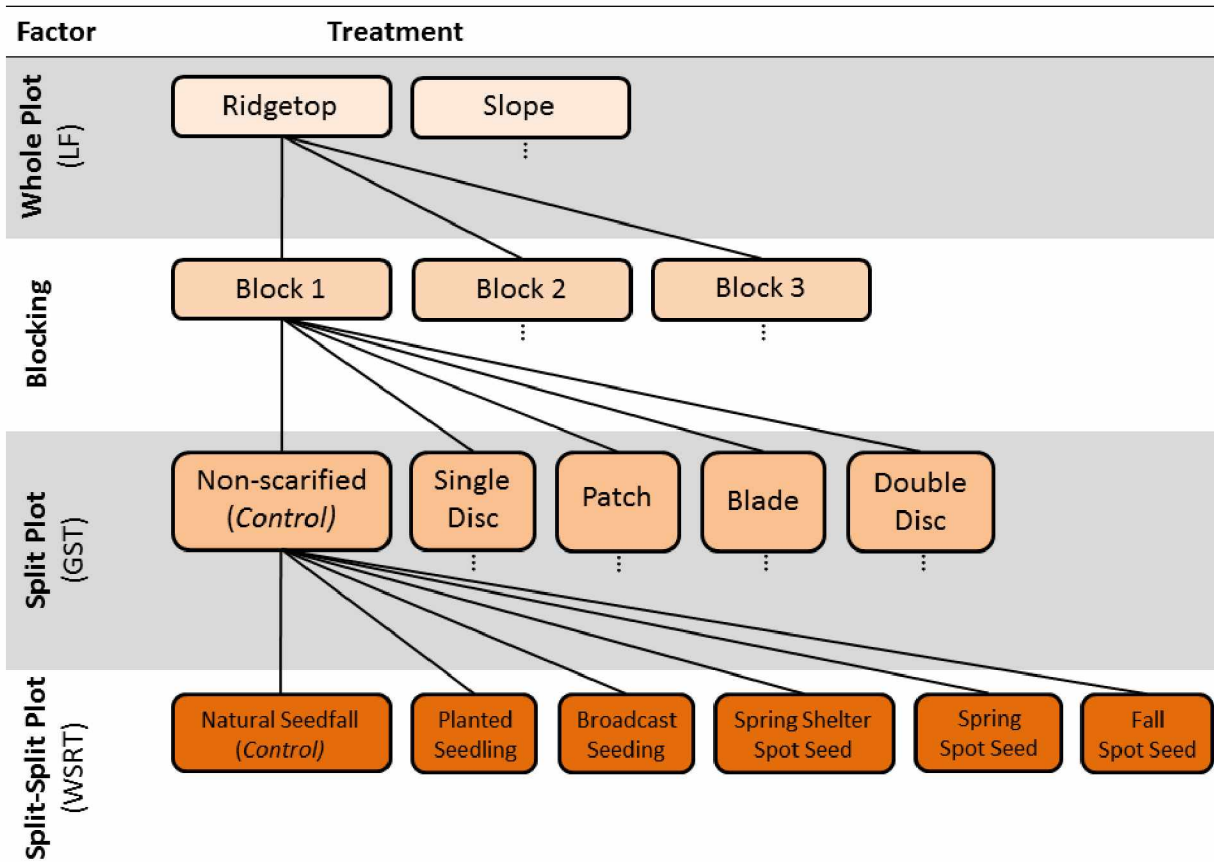 Factor
Treatment
Whole Plot
(LF)
Ridgetop
Slope
⋮
Blocking
Block 1
Block 2
Block 3
⋮
⋮
Split Plot
(GST)
Non-scarified
(Control)
Single
Disc
Patch
Blade
Double
Disc
⋮
⋮
⋮
⋮
Split-Split Plot
(WSRT)
Natural Seedfall
(Control)
Planted
Seedling
Broadcast
Seeding
Spring Shelter
Spot Seed
Spring
Spot Seed
Fall
Spot Seed